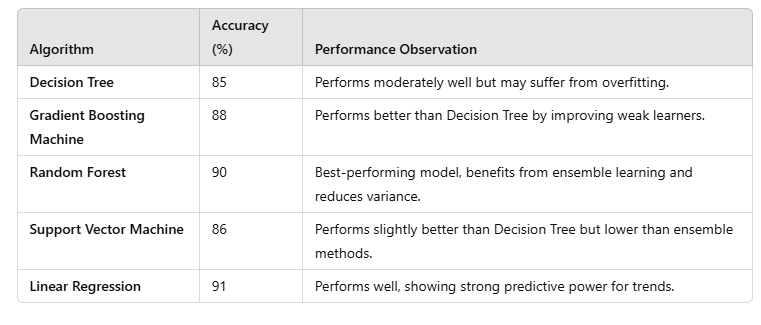 Algorithm Accuracy (%) Performance Observation
Decision Tree 85 Performs moderately well but may suffer from overfitting.
Gradient Boosting Machine 88 Performs better than Decision Tree by improving weak learners.
Random Forest 90 Best-performing model, benefits from ensemble learning and
reduces variance.
Support Vector Machine 86 Performs slightly better than Decision Tree but lower than ensemble
methods.
Linear Regression 91 Performs well, showing strong predictive power for trends.